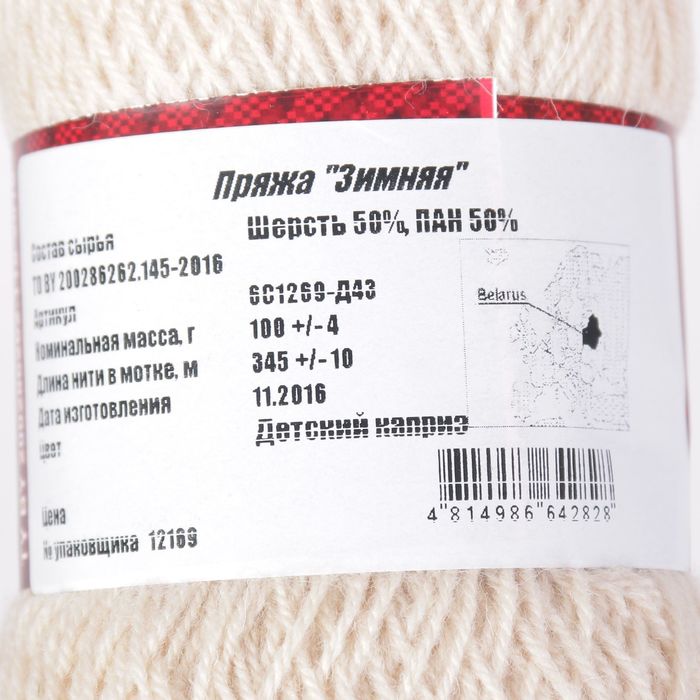 Пряжа "Зимняя"
Состав сырья Шерсть 50%, ПАН 50%
ТО BY 200286262.145-2016
Артикул 6С1269-Д43
Номинальная масса, г 100 +/-4
Длина нити в мотке, м 345 +/-10
Дата изготовления 11.2016
Цвет Детский каприз
Belarus
Цена
№ упаковщика 12169
4 814986 642828